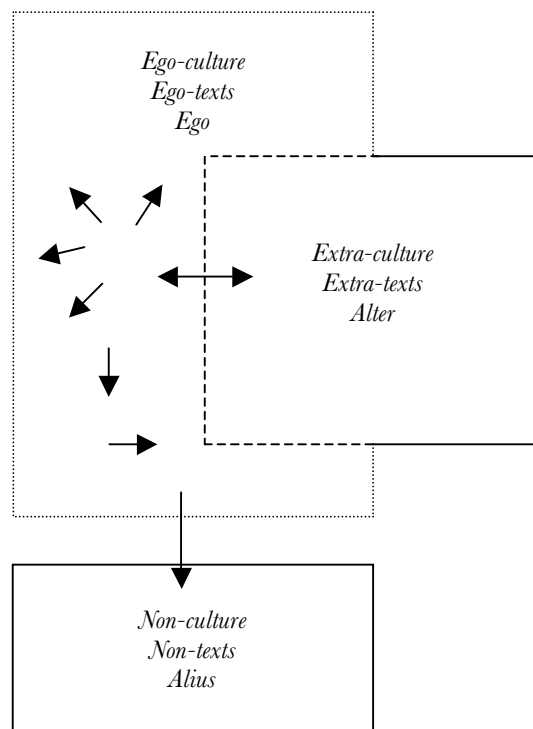 Ego-culture
Ego-texts
Ego
Extra-culture
Extra-texts
Alter
Non-culture
Non-texts
Alius